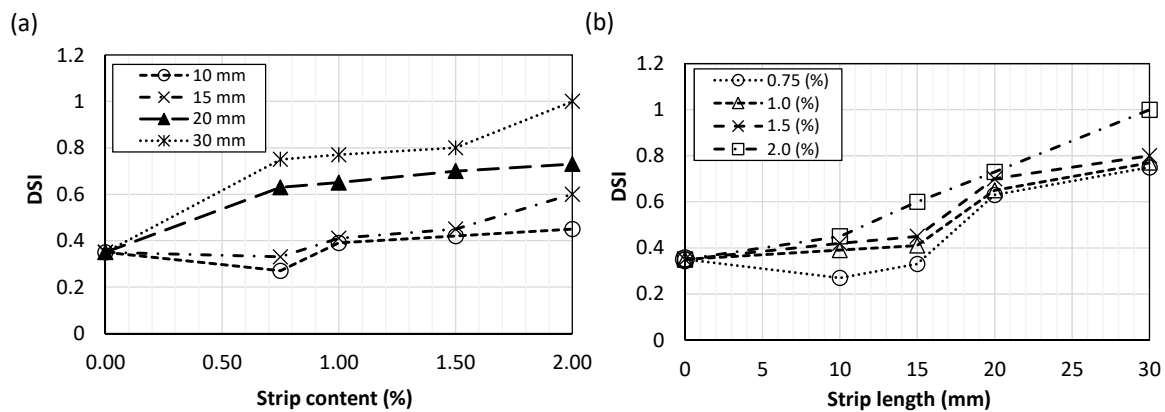 (a)
1.2
1
0.8
0.6
0.4
0.2
0
DSI
10 mm
15 mm
20 mm
30 mm
0.00 0.50 1.00 1.50 2.00
Strip content (%)
(b)
1.2
1
0.8
0.6
0.4
0.2
0
DSI
0.75 (%)
1.0 (%)
1.5 (%)
2.0 (%)
0 5 10 15 20 25 30
Strip length (mm)